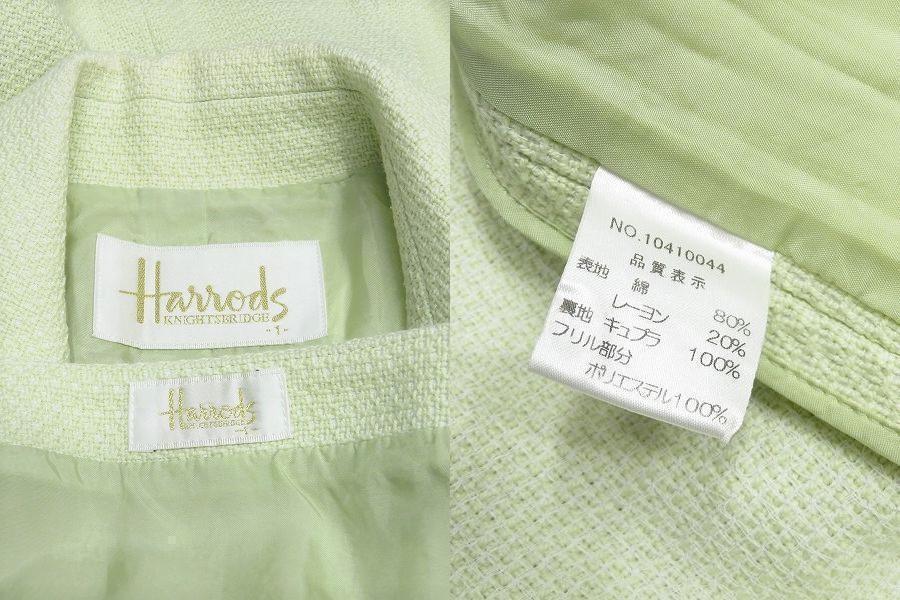 Harrods
KNIGHTSBRIDGE
-1-
Harrods
KNIGHTSBRIDGE
-1-
NO.10410044
品質表示
表地 綿 80%
レーヨン 20%
裏地 キュプラ 100%
フリル部分
ポリエステル100%